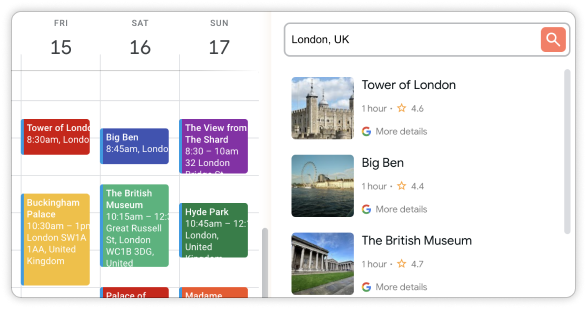 FRI
15
SAT
16
SUN
17
Tower of Londo
8:30am, Londo
Buckingham
Palace
10:30am – 1pm
London SW1A
1AA, United
Kingdom
Big Ben
8:45am, Londo
The British
Museum
10:15am – 12:
Great Russell
St, London
WC1B 3DG,
United
Palace of
The View from
The Shard
8:30 – 10am
32 London
Bridge St
Hyde Park
10:45am – 12:
London,
United
Kingdom
Madame
London, UK
Tower of London
1 hour · 4.6
More details
Big Ben
1 hour · 4.4
More details
The British Museum
1 hour · 4.7
More details